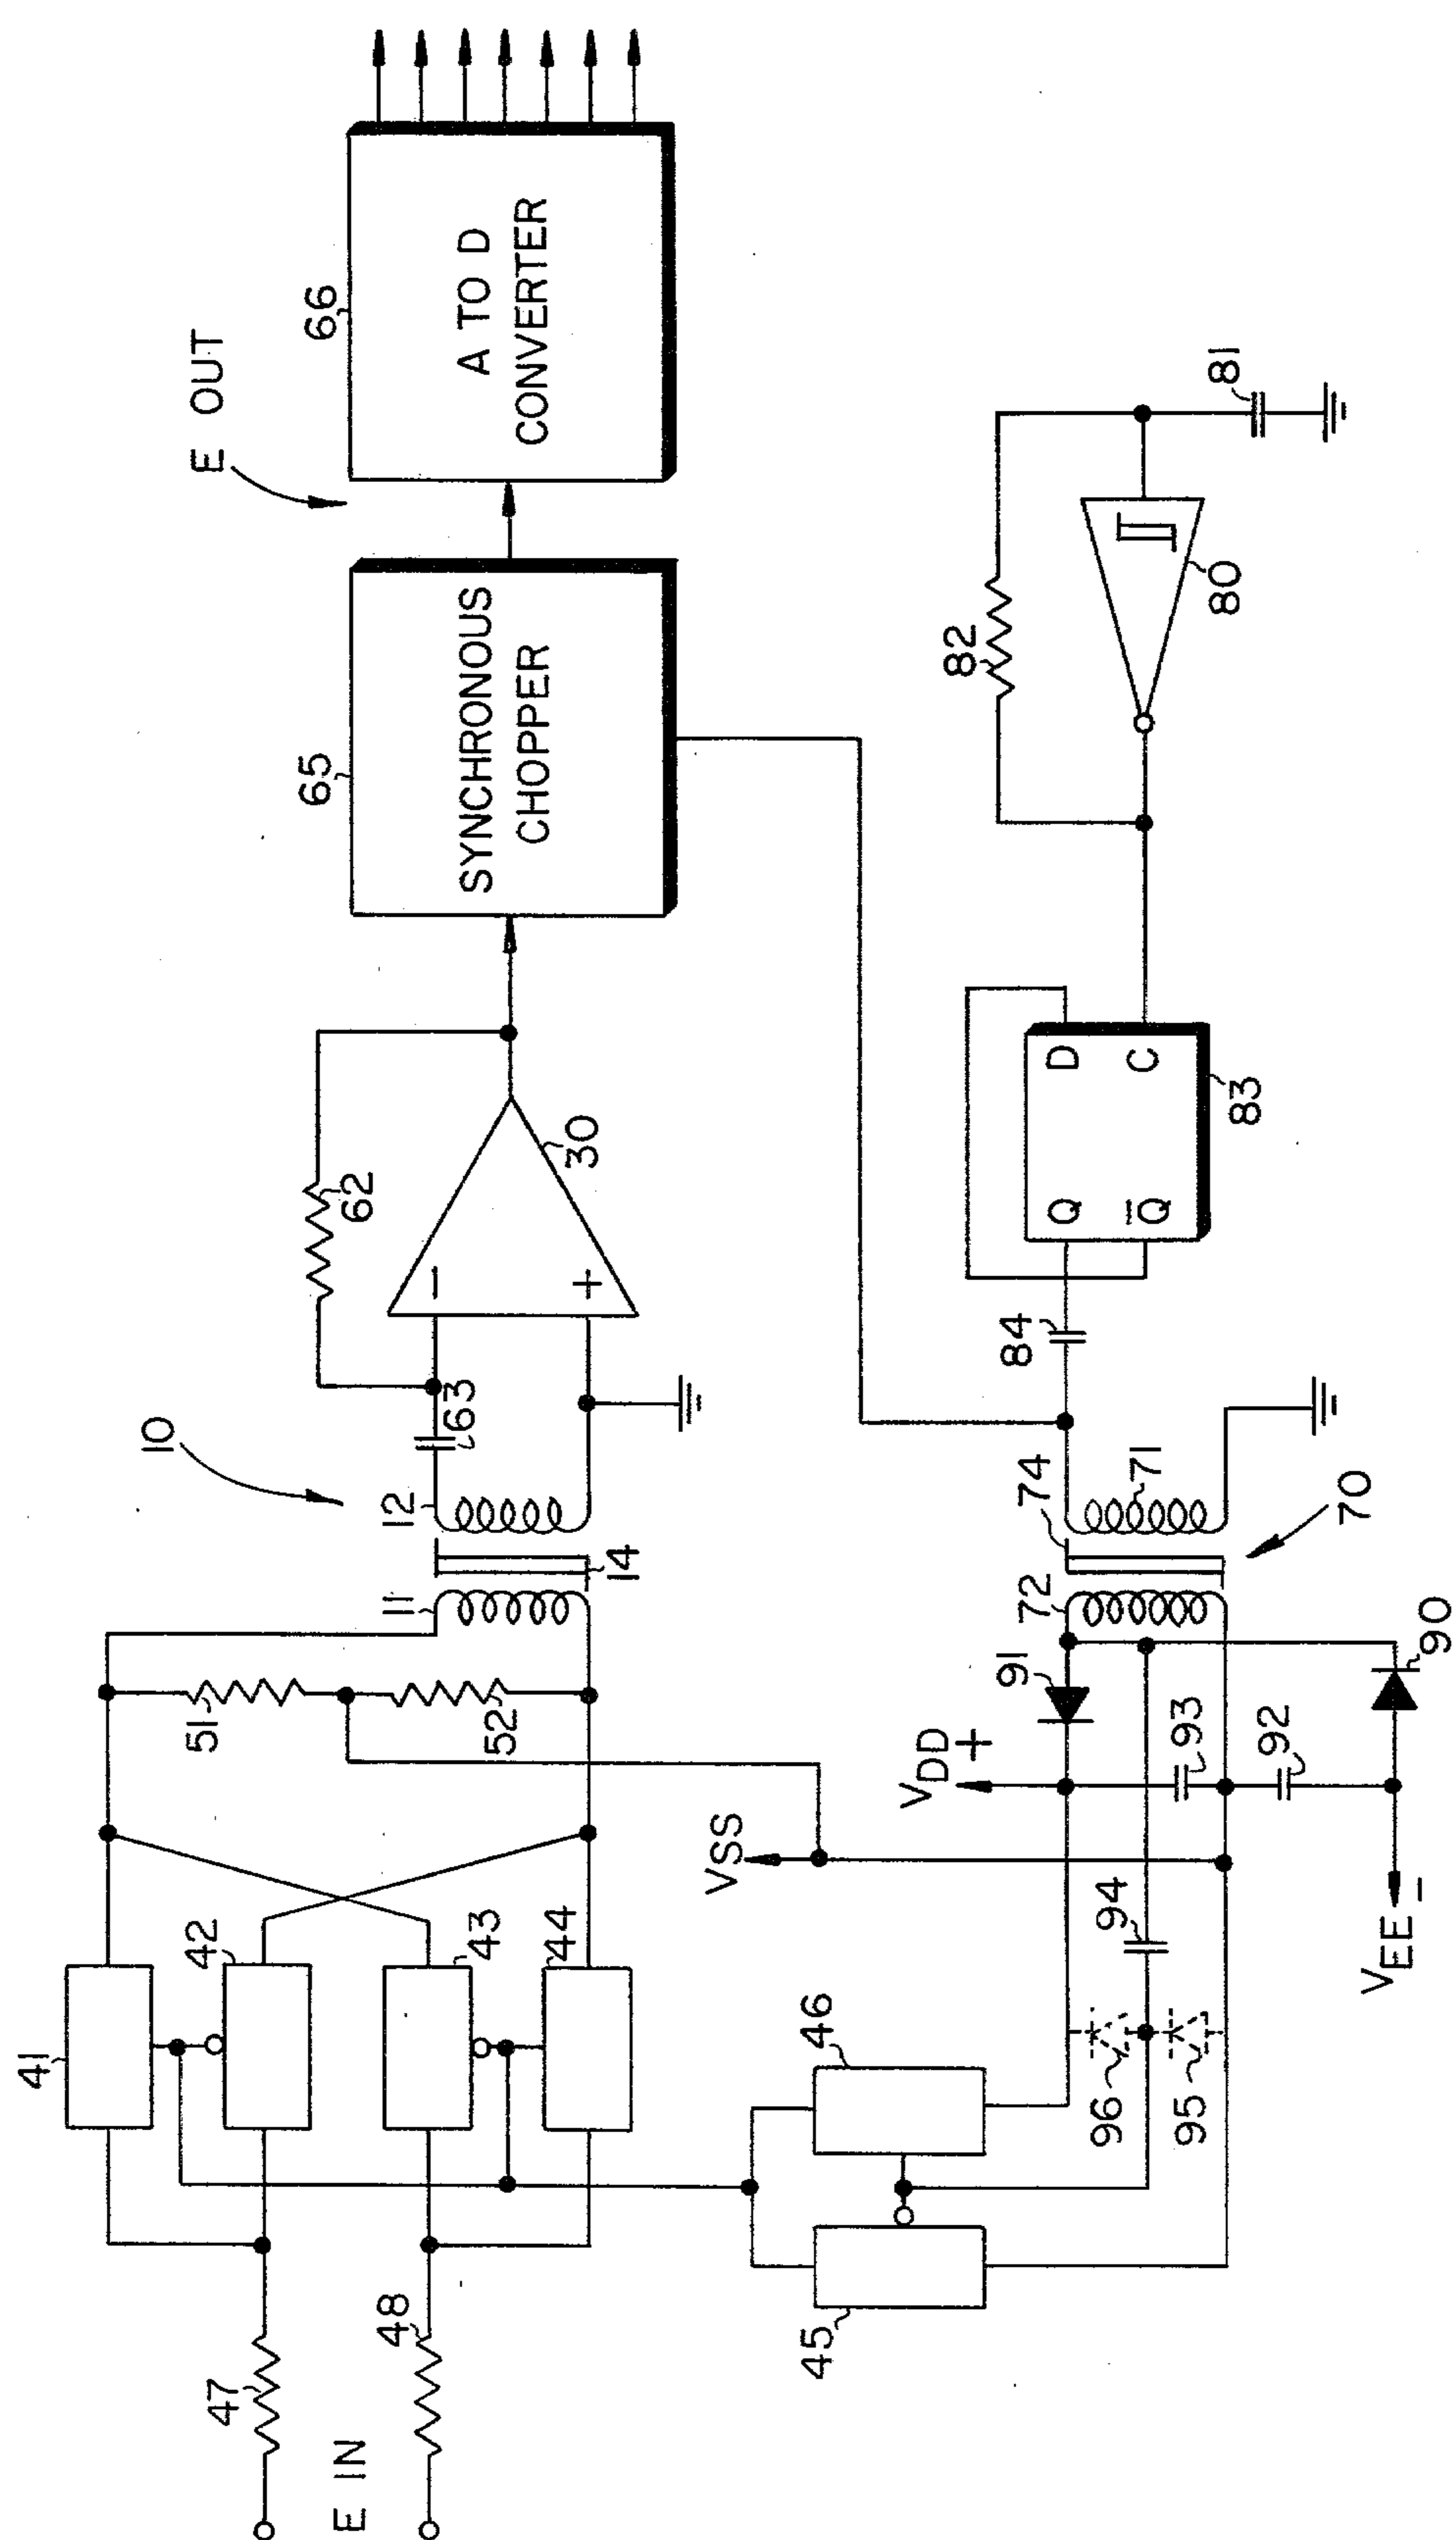 E OUT
10
65
66
SYNCHRONOUS
CHOPPER
A TO D
CONVERTER
41
42
43
44
47
48
E IN
51
52
11
12
14
63
62
−
+
30
45
46
VSS
VDD
+
VEE −
96
95
94
93
92
91
90
72
74
71
70
84
Q
Q̅
D
C
83
82
80
81